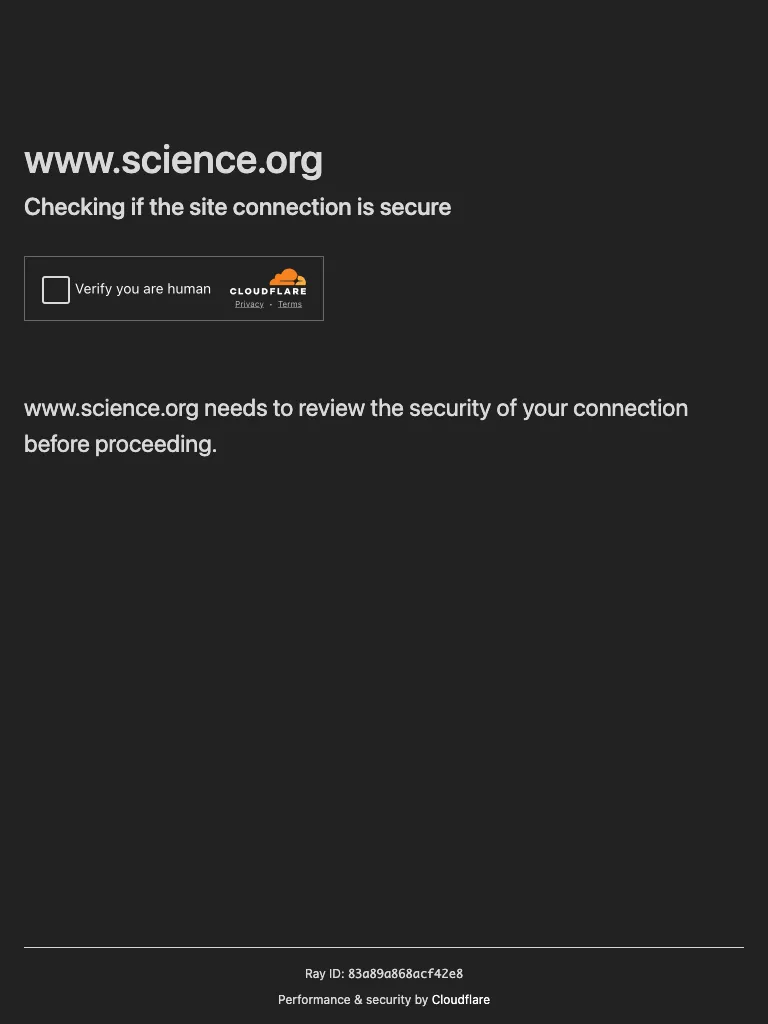 www.science.org
Checking if the site connection is secure
Verify you are human
CLOUDFLARE
Privacy • Terms
www.science.org needs to review the security of your connection
before proceeding.
Ray ID: 83a89a868acf42e8
Performance & security by Cloudflare